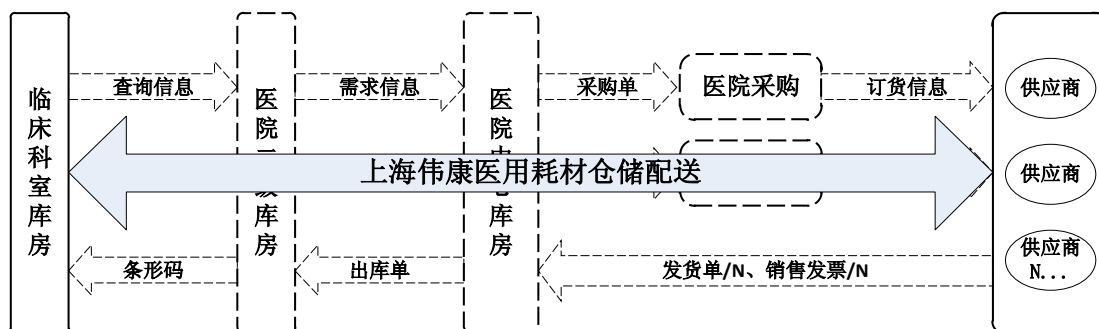 临床科室库房
查询信息
医院 级库房
需求信息
医院中心库房
采购单
医院采购
订货信息
供应商
上海伟康医用耗材仓储配送
供应商
条形码
出库单
发货单/N、销售发票/N
供应商
N...